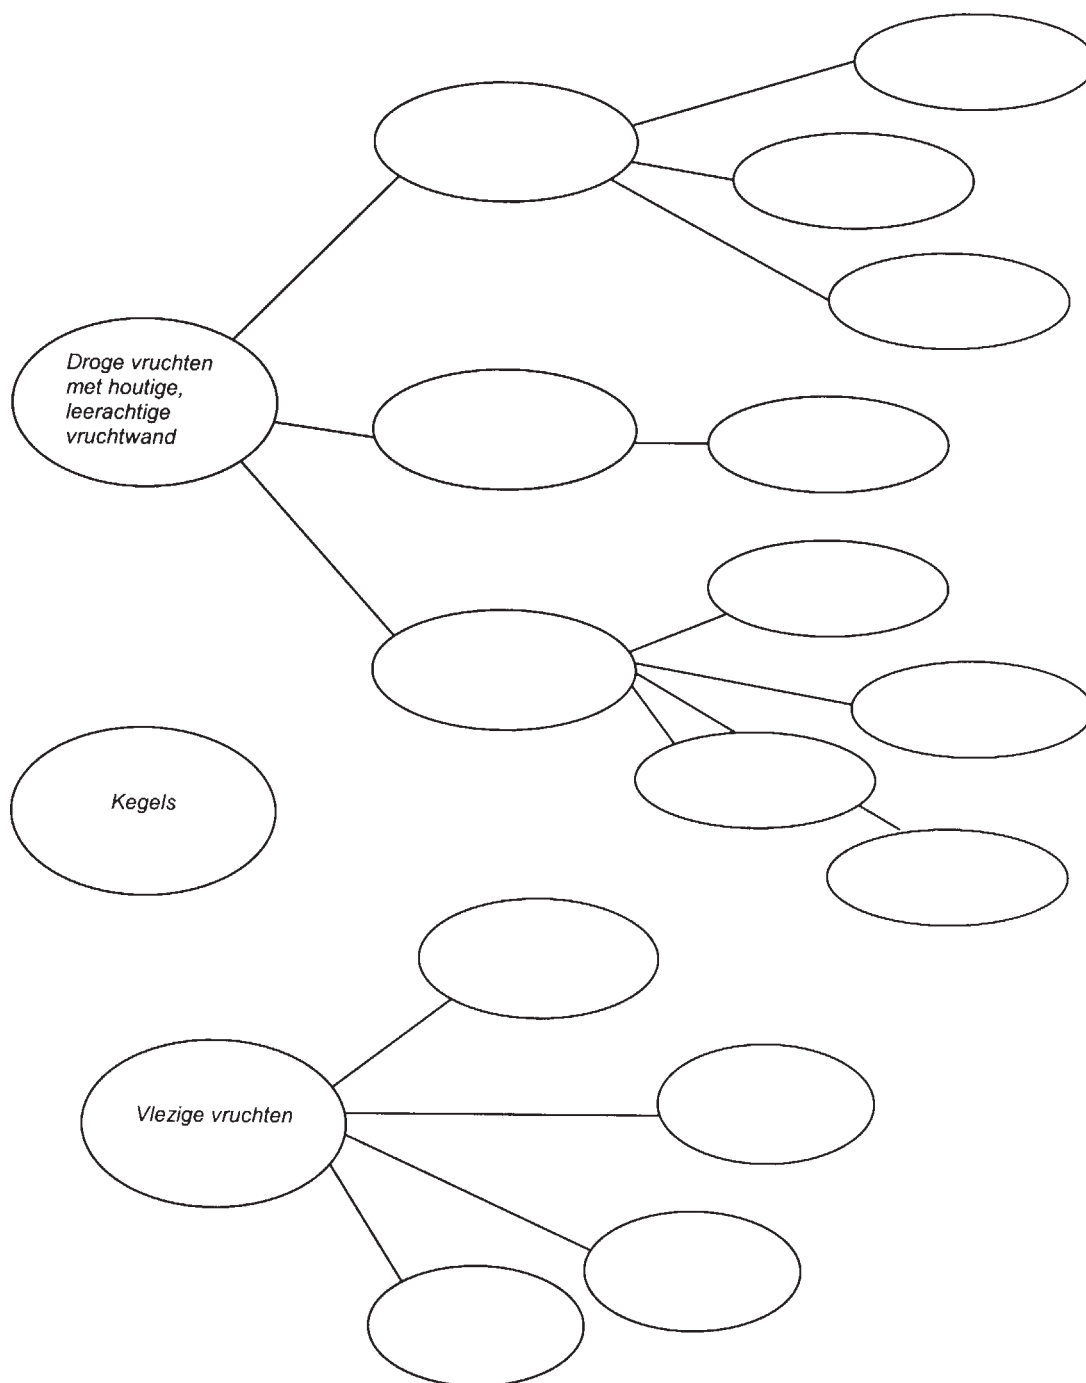 Droge vruchten
met houtige,
leerachtige
vruchtwand
Kegels
Vlezige vruchten